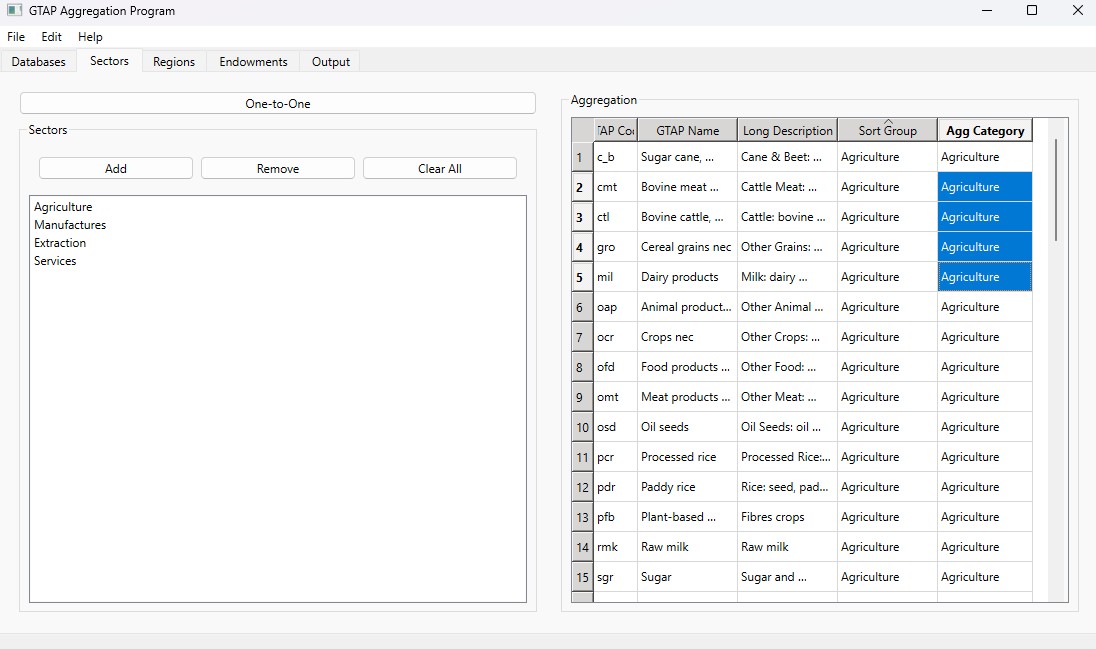 GTAP Aggregation Program
File Edit Help
Databases Sectors Regions Endowments Output
One-to-One
Sectors
Add Remove Clear All
Agriculture
Manufactures
Extraction
Services
Aggregation
TAP Co GTAP Name Long Description Sort Group Agg Category
1 c_b Sugar cane, ... Cane & Beet: ... Agriculture Agriculture
2 cmt Bovine meat ... Cattle Meat: ... Agriculture Agriculture
3 ctl Bovine cattle, ... Cattle: bovine ... Agriculture Agriculture
4 gro Cereal grains nec Other Grains: ... Agriculture Agriculture
5 mil Dairy products Milk: dairy ... Agriculture Agriculture
6 oap Animal product... Other Animal ... Agriculture Agriculture
7 ocr Crops nec Other Crops: ... Agriculture Agriculture
8 ofd Food products ... Other Food: ... Agriculture Agriculture
9 omt Meat products ... Other Meat: ... Agriculture Agriculture
10 osd Oil seeds Oil Seeds: oil ... Agriculture Agriculture
11 pcr Processed rice Processed Rice:... Agriculture Agriculture
12 pdr Paddy rice Rice: seed, pad... Agriculture Agriculture
13 pfb Plant-based ... Fibres crops Agriculture Agriculture
14 rmk Raw milk Raw milk Agriculture Agriculture
15 sgr Sugar Sugar and ... Agriculture Agriculture